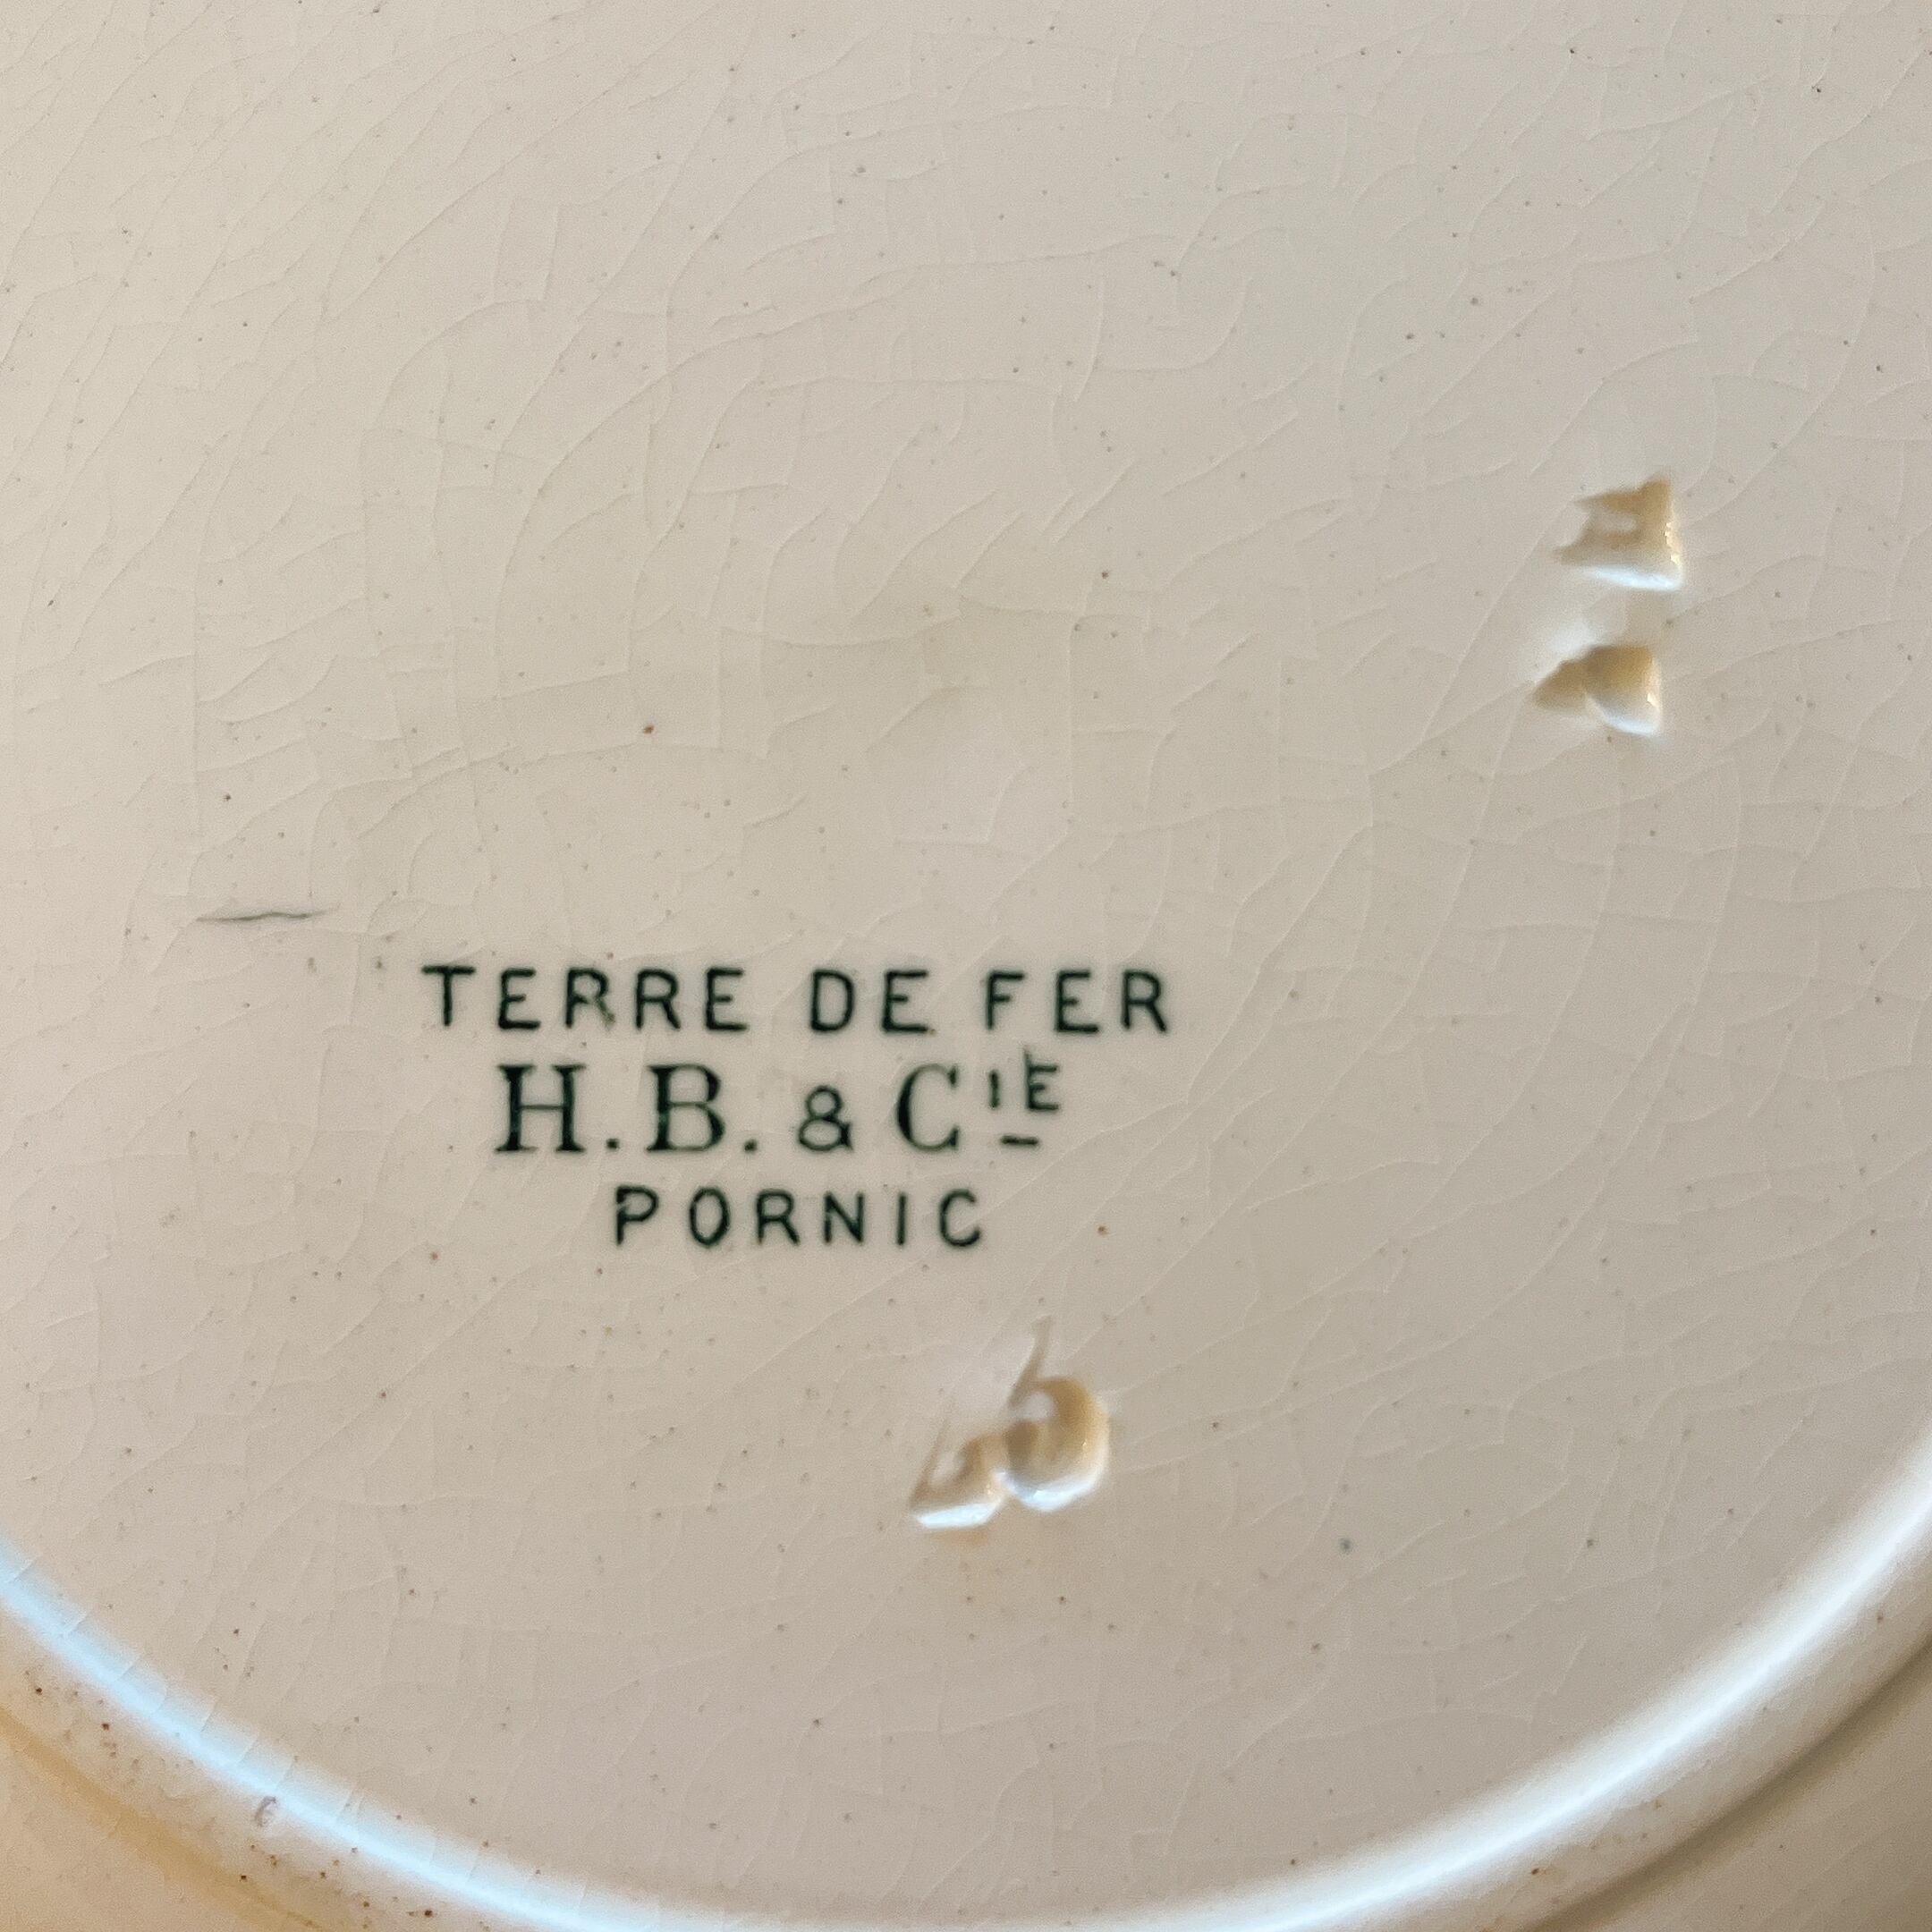 TERRE DE FER
H.B. & CIE
PORNIC